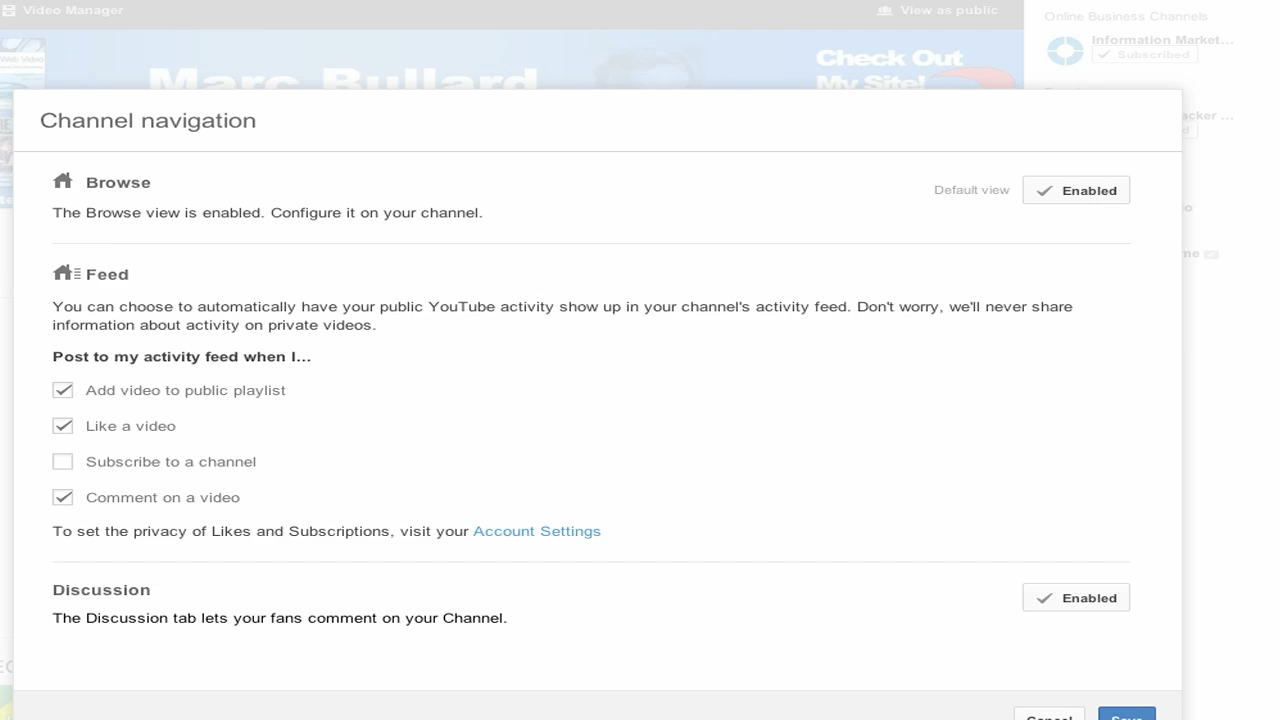 Video Manager
View as public
Online Business Channels
Information Market...
Subscribed
Web Video
Marc Bullard
Check Out
My Site!
acker ...
Channel navigation
Browse
Default view
Enabled
The Browse view is enabled. Configure it on your channel.
Feed
You can choose to automatically have your public YouTube activity show up in your channel's activity feed. Don't worry, we'll never share
information about activity on private videos.
Post to my activity feed when I...
Add video to public playlist
Like a video
Subscribe to a channel
Comment on a video
To set the privacy of Likes and Subscriptions, visit your Account Settings
Discussion
Enabled
The Discussion tab lets your fans comment on your Channel.
Cancel
Save